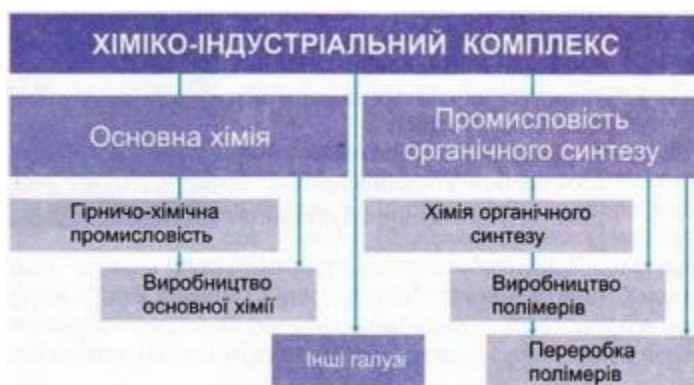 ХІМІКО-ІНДУСТРІАЛЬНИЙ КОМПЛЕКС
Основна хімія
Промисловість
органічного синтезу
Гірничо-хімічна
промисловість
Хімія органічного
синтезу
Виробництво
основної хімії
Виробництво
полімерів
Інші галузі
Переробка
полімерів